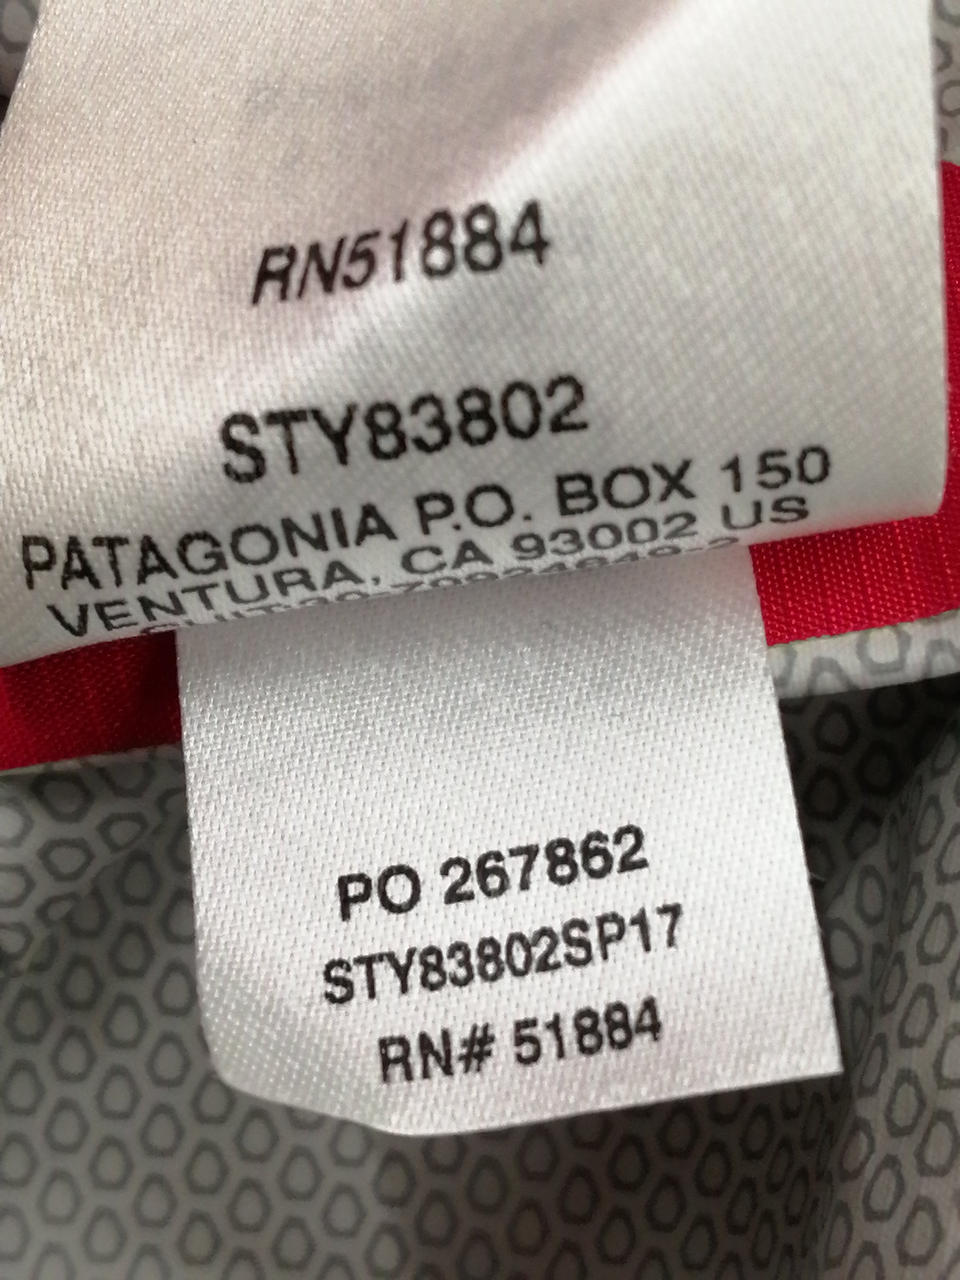 RN51884
STY83802
PATAGONIA P.O. BOX 150
VENTURA, CA 93002 US
PO 267862
STY83802SP17
RN# 51884